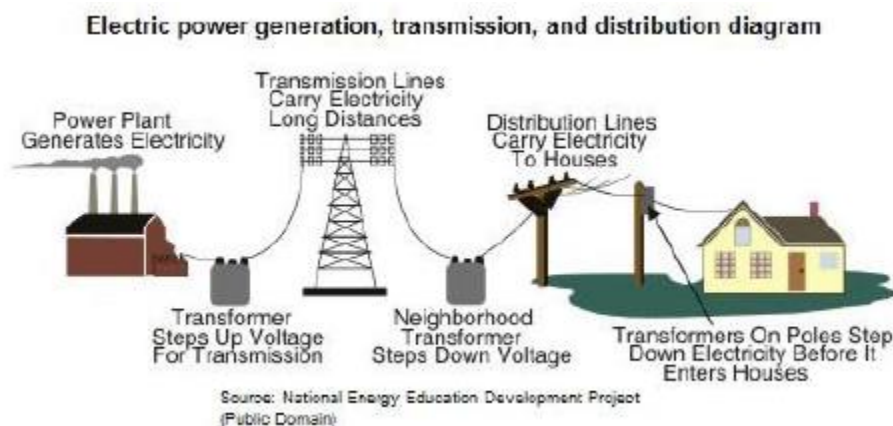 Electric power generation, transmission, and distribution diagram
Power Plant
Generates Electricity
Transmission Lines
Carry Electricity
Long Distances
Distribution Lines
Carry Electricity
To Houses
Transformer
Steps Up Voltage
For Transmission
Neighborhood
Transformer
Steps Down Voltage
Transformers On Poles Step
Down Electricity Before It
Enters Houses
Source: National Energy Education Development Project
(Public Domain)